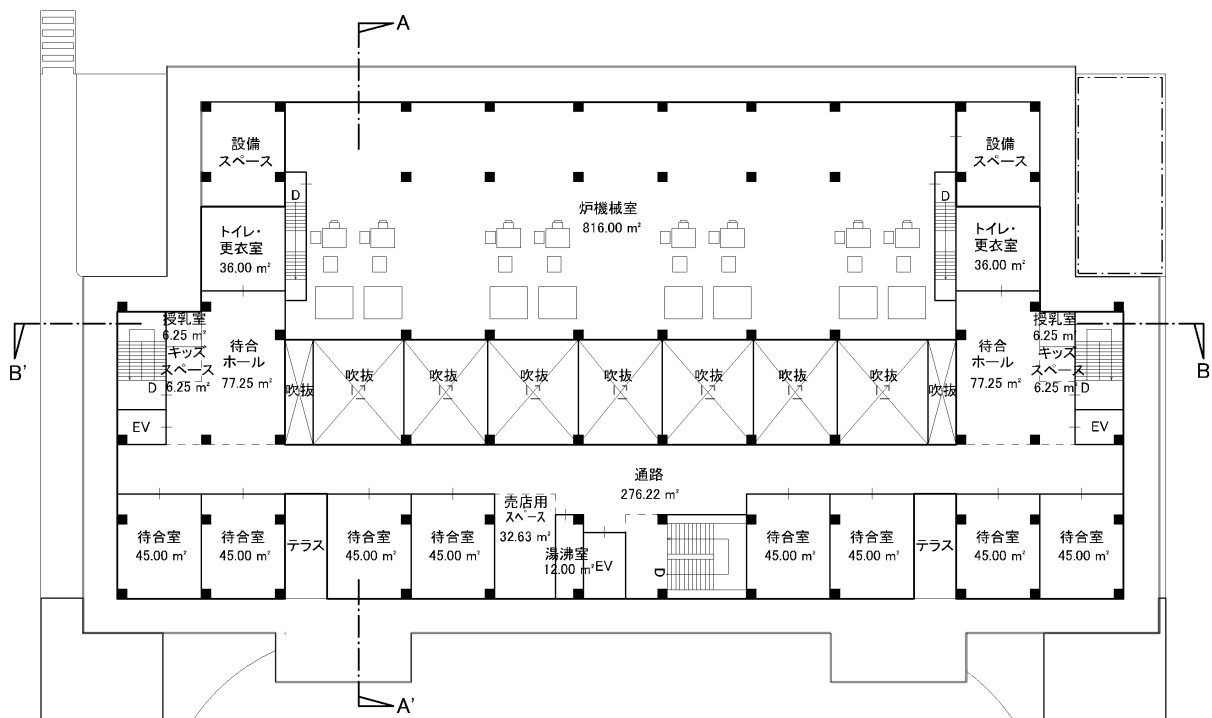 A
設備
スペース
設備
スペース
D
D
炉機械室
816.00 ㎡
トイレ・
更衣室
36.00 ㎡
トイレ・
更衣室
36.00 ㎡
授乳室
6.25 ㎡
キッズ
スペース
6.25 ㎡
待合
ホール
77.25 ㎡
待合
ホール
77.25 ㎡
授乳室
6.25 ㎡
キッズ
スペース
6.25 ㎡
B'
B
D
D
吹抜
吹抜
吹抜
吹抜
吹抜
吹抜
吹抜
吹抜
吹抜
EV
EV
通路
276.22 ㎡
待合室
45.00 ㎡
待合室
45.00 ㎡
テラス
待合室
45.00 ㎡
待合室
45.00 ㎡
売店用
スペース
32.63 ㎡
湯沸室
12.00 ㎡
EV
D
待合室
45.00 ㎡
待合室
45.00 ㎡
テラス
待合室
45.00 ㎡
待合室
45.00 ㎡
A'